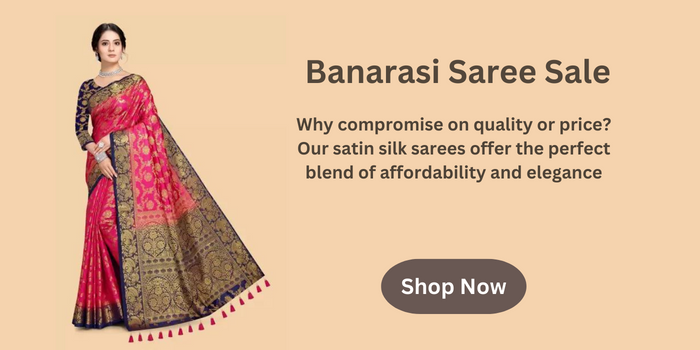 Banarasi Saree Sale
Why compromise on quality or price?
Our satin silk sarees offer the perfect
blend of affordability and elegance
Shop Now